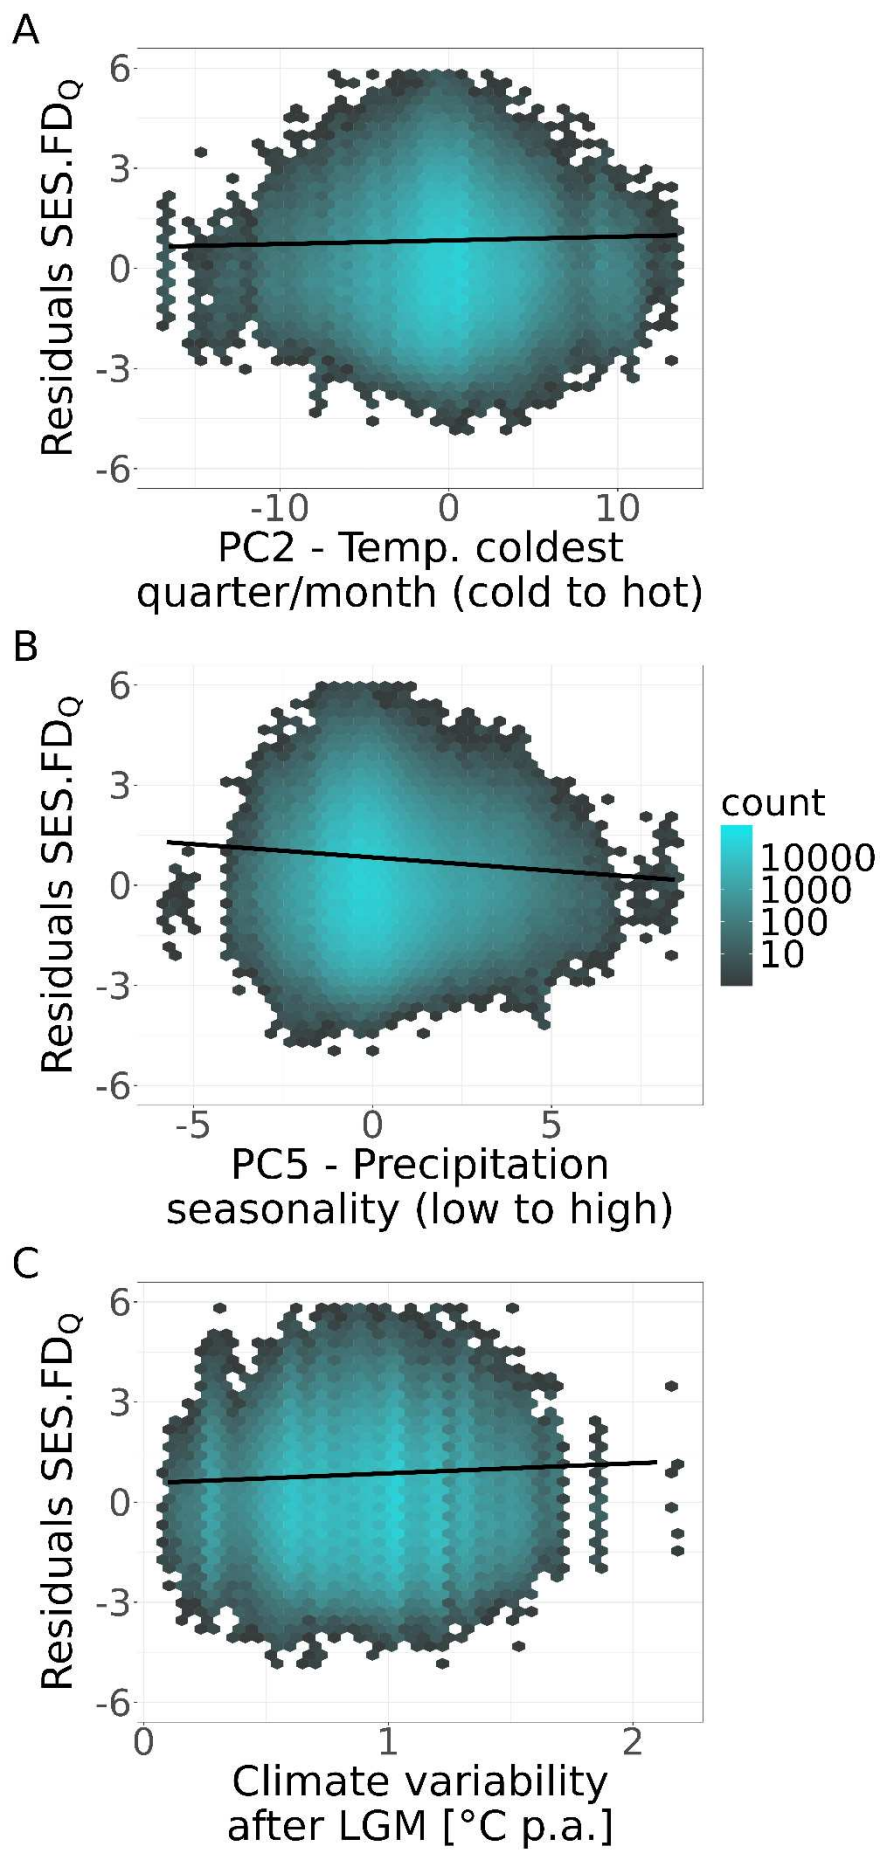 A
Residuals SES.FDQ
6
3
0
-3
-6
-10
0
10
PC2 - Temp. coldest
quarter/month (cold to hot)
B
Residuals SES.FDQ
6
3
0
-3
-6
-5
0
5
PC5 - Precipitation
seasonality (low to high)
count
10000
1000
100
10
C
Residuals SES.FDQ
6
3
0
-3
-6
0
1
2
Climate variability
after LGM [°C p.a.]